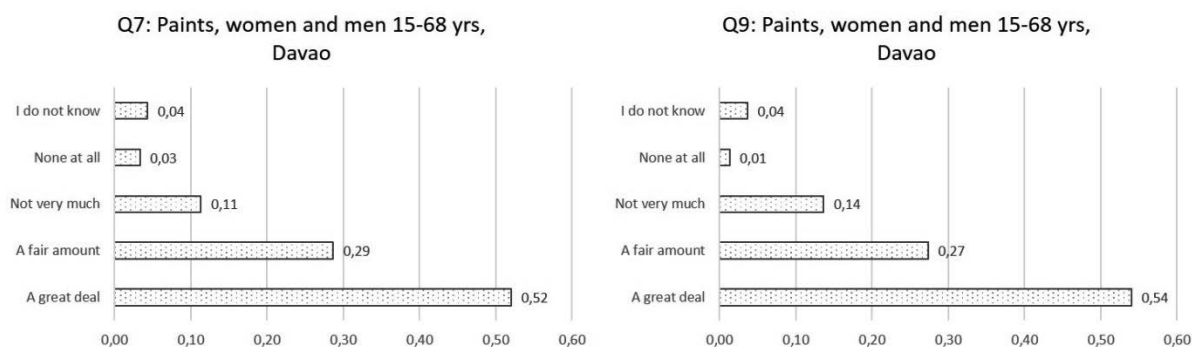 Q7: Paints, women and men 15-68 yrs,
Davao
I do not know 0,04
None at all 0,03
Not very much 0,11
A fair amount 0,29
A great deal 0,52
0,00 0,10 0,20 0,30 0,40 0,50 0,60
Q9: Paints, women and men 15-68 yrs,
Davao
I do not know 0,04
None at all 0,01
Not very much 0,14
A fair amount 0,27
A great deal 0,54
0,00 0,10 0,20 0,30 0,40 0,50 0,60